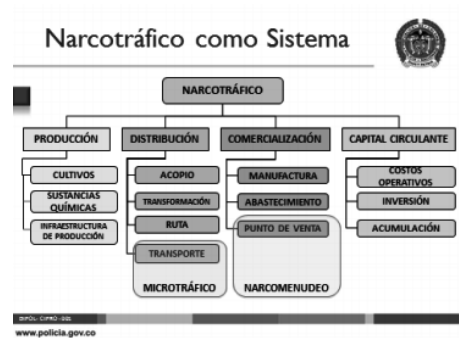 Narcotráfico como Sistema
NARCOTRÁFICO
PRODUCCIÓN
CULTIVOS
SUSTANCIAS
QUÍMICAS
INFRAESTRUCTURA
DE PRODUCCIÓN
DISTRIBUCIÓN
ACOPIO
TRANSFORMACIÓN
RUTA
TRANSPORTE
MICROTRÁFICO
COMERCIALIZACIÓN
MANUFACTURA
ABASTECIMIENTO
PUNTO DE VENTA
NARCOMENUDEO
CAPITAL CIRCULANTE
COSTOS
OPERATIVOS
INVERSIÓN
ACUMULACIÓN
www.policia.gov.co